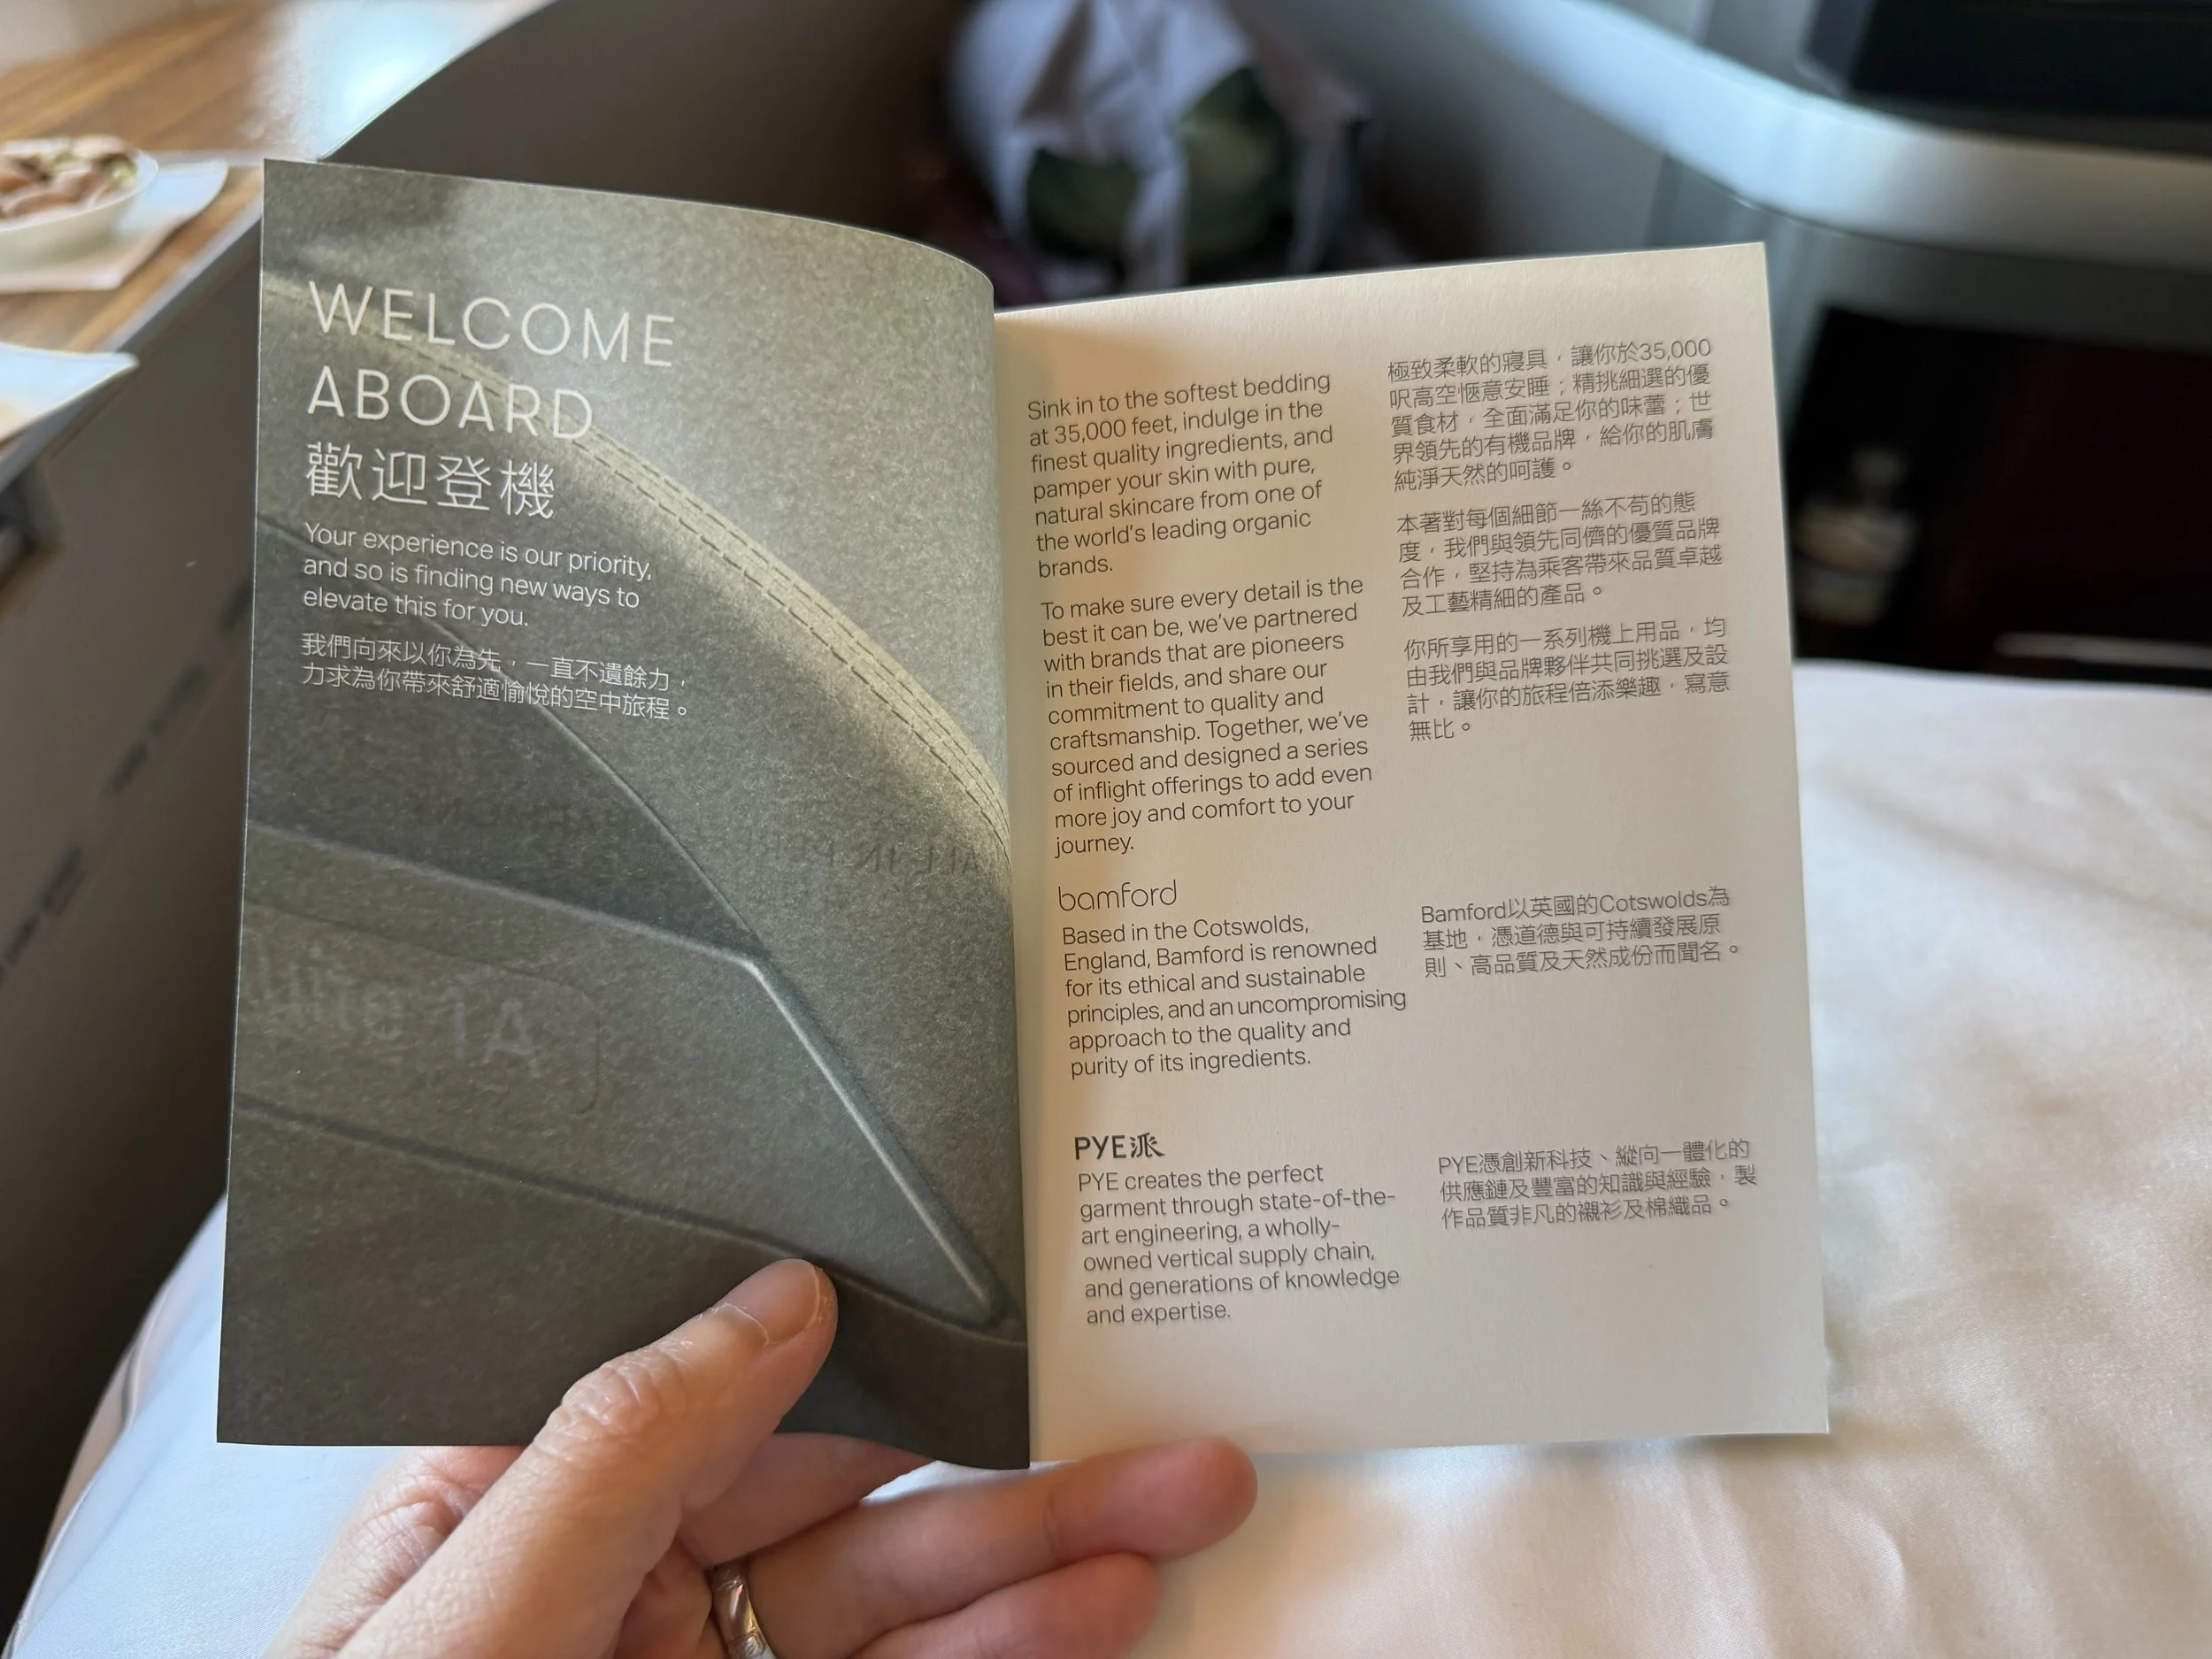 WELCOME
ABOARD
歡迎登機
Your experience is our priority,
and so is finding new ways to
elevate this for you.
我們向來以你為先，一直不遺餘力，
力求為你帶來舒適愉悅的空中旅程。
1A
Sink in to the softest bedding
at 35,000 feet, indulge in the
finest quality ingredients, and
pamper your skin with pure,
natural skincare from one of
the world's leading organic
brands.
To make sure every detail is the
best it can be, we've partnered
with brands that are pioneers
in their fields, and share our
commitment to quality and
craftsmanship. Together, we've
sourced and designed a series
of inflight offerings to add even
more joy and comfort to your
journey.
極致柔軟的寢具，讓你於35,000
呎高空愜意安睡；精挑細選的優
質食材，全面滿足你的味蕾；世
界領先的有機品牌，給你的肌膚
純淨天然的呵護。
本著對每個細節一絲不苟的態
度，我們與領先同儕的優質品牌
合作，堅持為乘客帶來品質卓越
及工藝精細的產品。
你所享用的一系列機上用品，均
由我們與品牌夥伴共同挑選及設
計，讓你的旅程倍添樂趣，寫意
無比。
bamford
Based in the Cotswolds,
England, Bamford is renowned
for its ethical and sustainable
principles, and an uncompromising
approach to the quality and
purity of its ingredients.
Bamford以英國的Cotswolds為
基地，憑道德與可持續發展原
則、高品質及天然成份而聞名。
PYE派
PYE creates the perfect
garment through state-of-the-
art engineering, a wholly-
owned vertical supply chain,
and generations of knowledge
and expertise.
PYE憑創新科技、縱向一體化的
供應鏈及豐富的知識與經驗，製
作品質非凡的襯衫及棉織品。